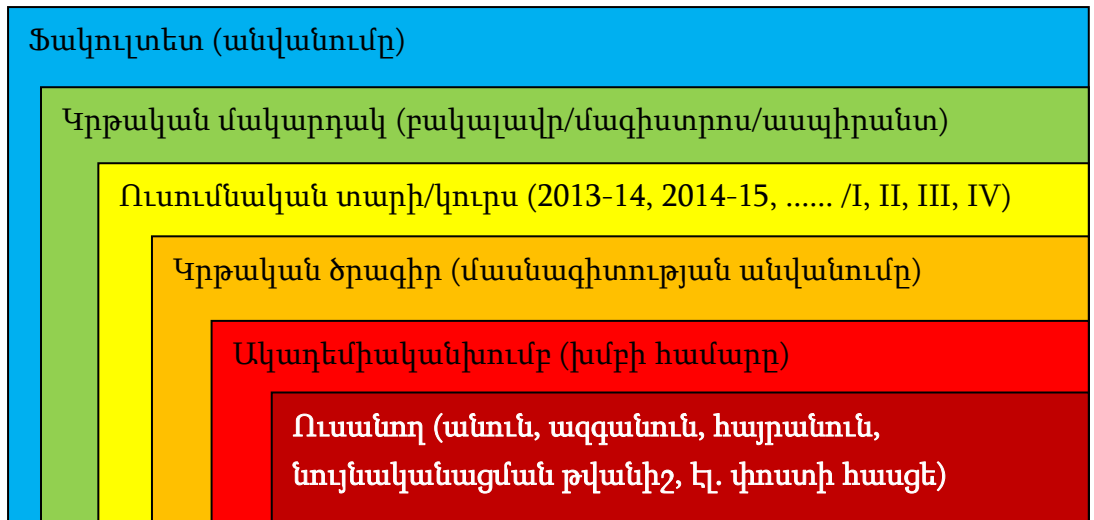 Ֆակուլտետ (անվանումը)
Կրթական մակարդակ (բակալավր/մագիստրոս/ասպիրանտ)
Ուսումնական տարի/կուրս (2013-14, 2014-15, ...... /I, II, III, IV)
Կրթական ծրագիր (մասնագիտության անվանումը)
Ակադեմիականխումբ (խմբի համարը)
Ուսանող (անուն, ազգանուն, հայրանուն,
նույնականացման թվանիշ, էլ. փոստի հասցե)